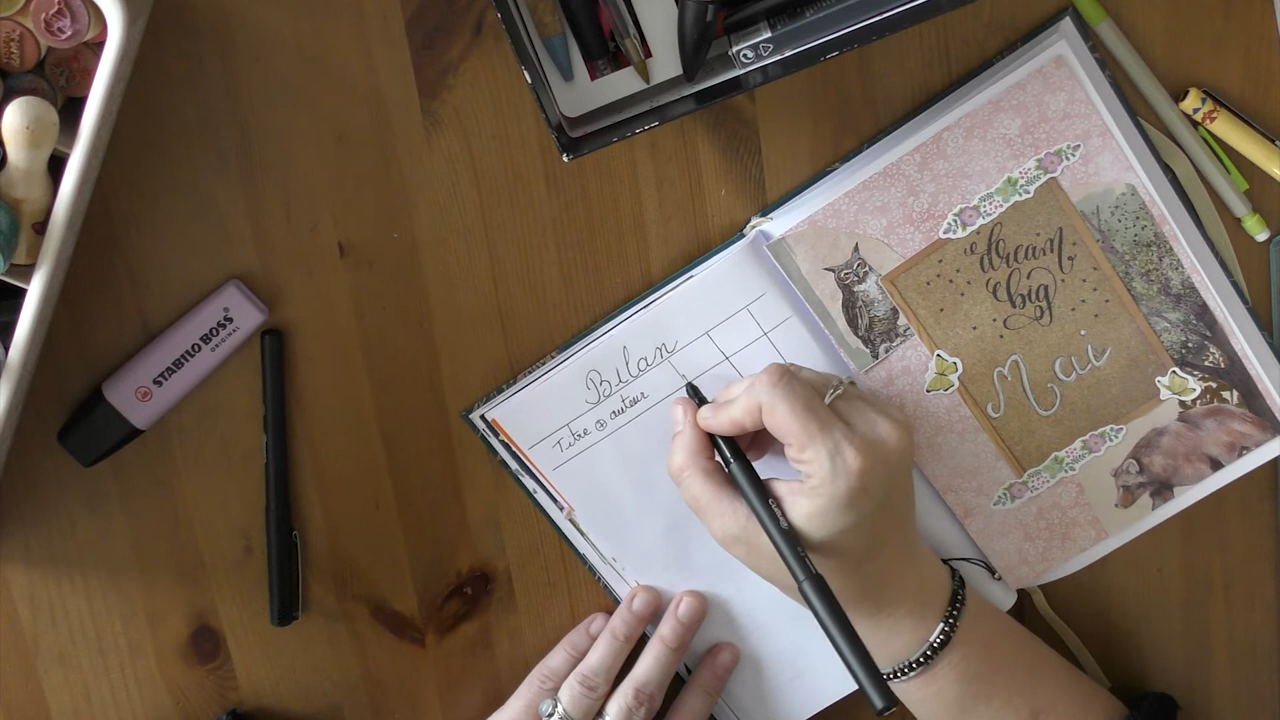 STABILO BOSS®
ORIGINAL
Bilan
Titre ⊕ auteur
dream
big
Mai